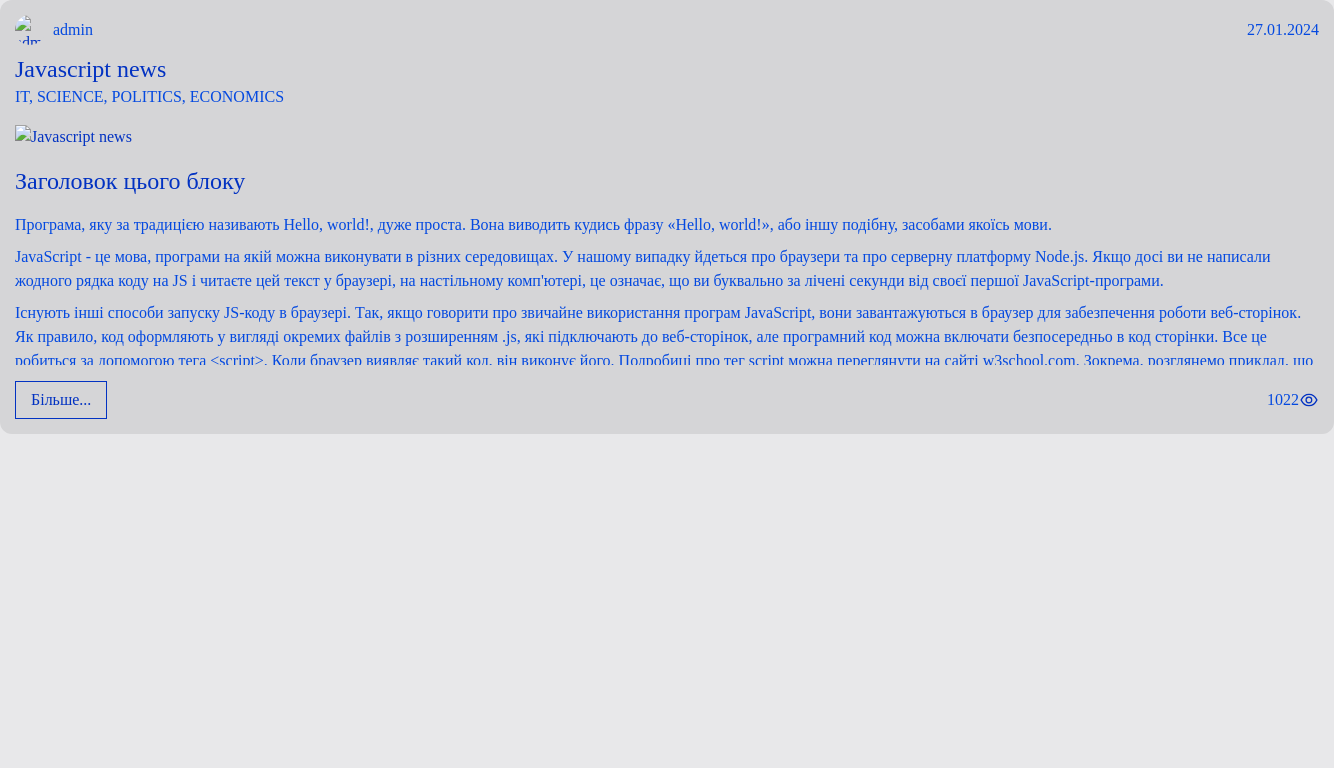 admin
27.01.2024
Javascript news
IT, SCIENCE, POLITICS, ECONOMICS
Javascript news
Заголовок цього блоку
Програма, яку за традицією називають Hello, world!, дуже проста. Вона виводить кудись фразу «Hello, world!», або іншу подібну, засобами якоїсь мови.
JavaScript - це мова, програми на якій можна виконувати в різних середовищах. У нашому випадку йдеться про браузери та про серверну платформу Node.js. Якщо досі ви не написали
жодного рядка коду на JS і читаєте цей текст у браузері, на настільному комп'ютері, це означає, що ви буквально за лічені секунди від своєї першої JavaScript-програми.
Існують інші способи запуску JS-коду в браузері. Так, якщо говорити про звичайне використання програм JavaScript, вони завантажуються в браузер для забезпечення роботи веб-сторінок.
Як правило, код оформляють у вигляді окремих файлів з розширенням .js, які підключають до веб-сторінок, але програмний код можна включати безпосередньо в код сторінки. Все це
робиться за допомогою тега <script>. Коли браузер виявляє такий код, він виконує його. Подробиці про тег script можна переглянути на сайті w3school.com. Зокрема, розглянемо приклад, що
Більше...
1022